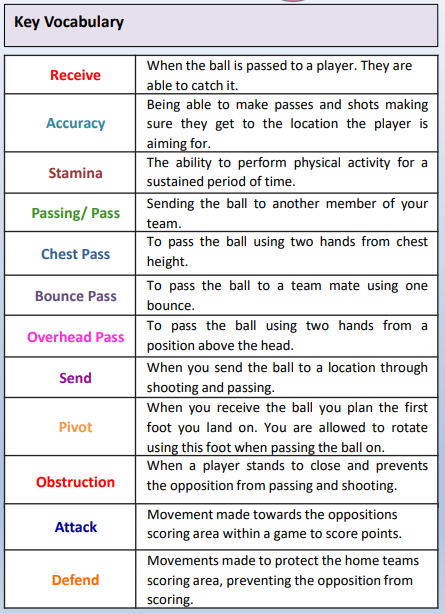 Key Vocabulary
Receive
When the ball is passed to a player. They are
able to catch it.
Accuracy
Being able to make passes and shots making
sure they get to the location the player is
aiming for.
Stamina
The ability to perform physical activity for a
sustained period of time.
Passing/ Pass
Sending the ball to another member of your
team.
Chest Pass
To pass the ball using two hands from chest
height.
Bounce Pass
To pass the ball to a team mate using one
bounce.
Overhead Pass
To pass the ball using two hands from a
position above the head.
Send
When you send the ball to a location through
shooting and passing.
Pivot
When you receive the ball you plan the first
foot you land on. You are allowed to rotate
using this foot when passing the ball on.
Obstruction
When a player stands to close and prevents
the opposition from passing and shooting.
Attack
Movement made towards the oppositions
scoring area within a game to score points.
Defend
Movements made to protect the home teams
scoring area, preventing the opposition from
scoring.